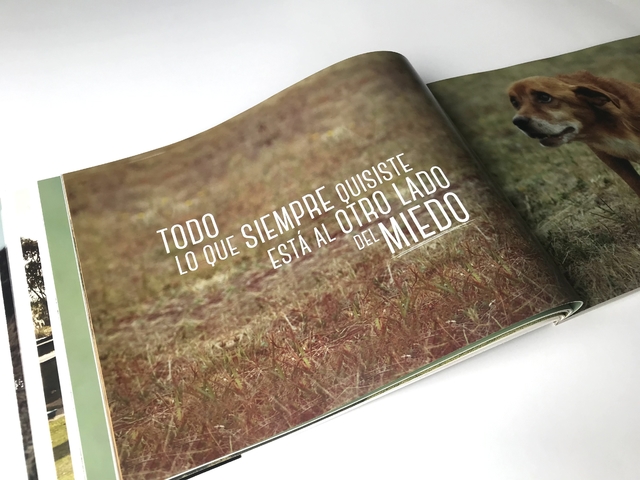 TODO
LO QUE SIEMPRE QUISISTE
ESTÁ AL OTRO LADO
DEL MIEDO